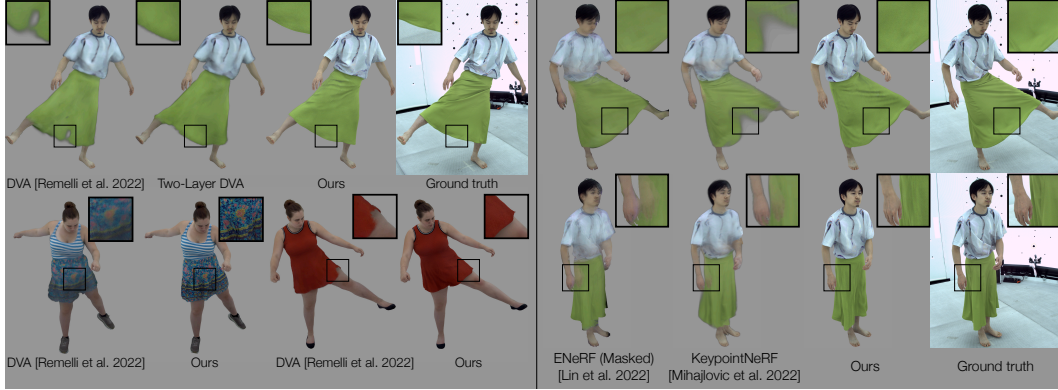 DVA [Remelli et al. 2022]
Two-Layer DVA
Ours
Ground truth
DVA [Remelli et al. 2022]
Ours
DVA [Remelli et al. 2022]
Ours
ENeRF (Masked)
[Lin et al. 2022]
KeypointNeRF
[Mihajlovic et al. 2022]
Ours
Ground truth